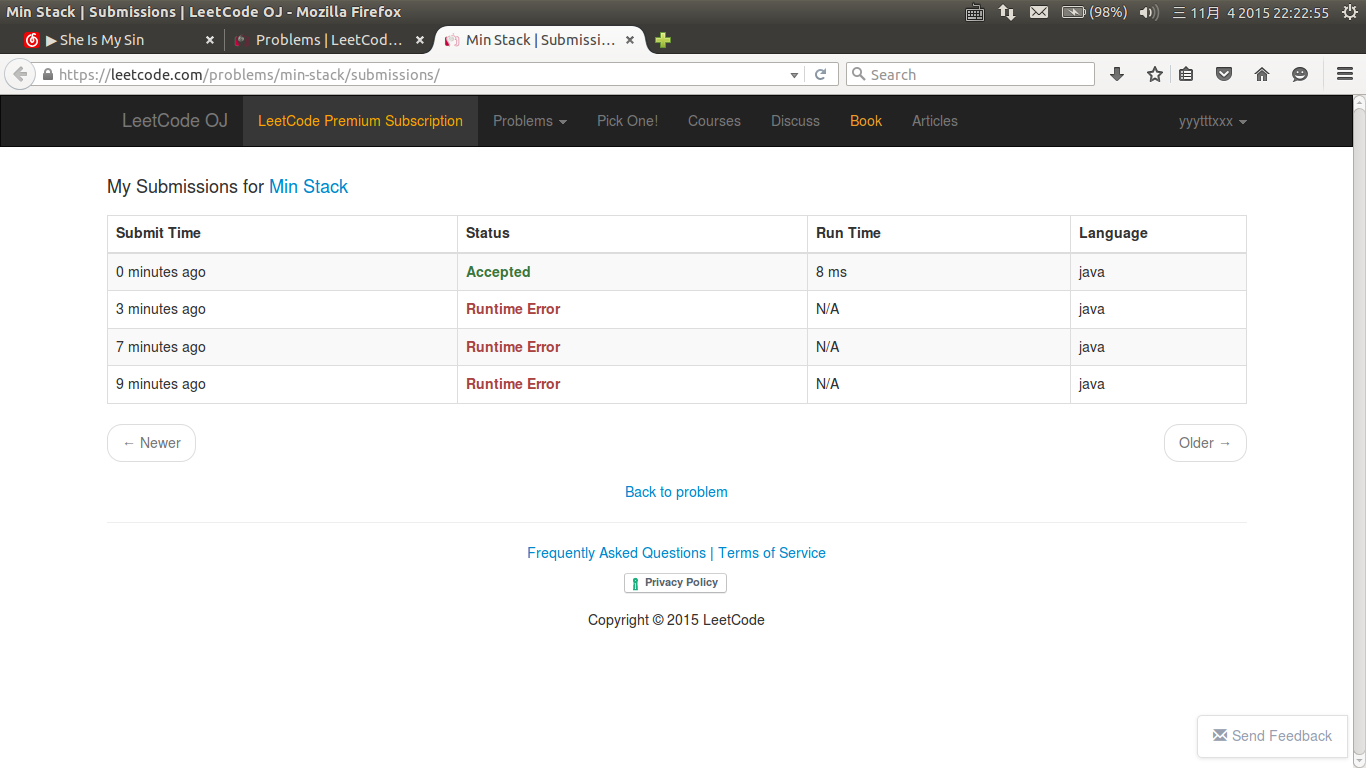 Min Stack | Submissions | LeetCode OJ - Mozilla Firefox
(98%)
三 11月 4 2015 22:22:55
▶ She Is My Sin
Problems | LeetCod...
Min Stack | Submissi...
https://leetcode.com/problems/min-stack/submissions/
Search
LeetCode OJ
LeetCode Premium Subscription
Problems
Pick One!
Courses
Discuss
Book
Articles
yyytttxxx
My Submissions for Min Stack
Submit Time Status Run Time Language
0 minutes ago Accepted 8 ms java
3 minutes ago Runtime Error N/A java
7 minutes ago Runtime Error N/A java
9 minutes ago Runtime Error N/A java
← Newer
Older →
Back to problem
Frequently Asked Questions | Terms of Service
Privacy Policy
Copyright © 2015 LeetCode
Send Feedback